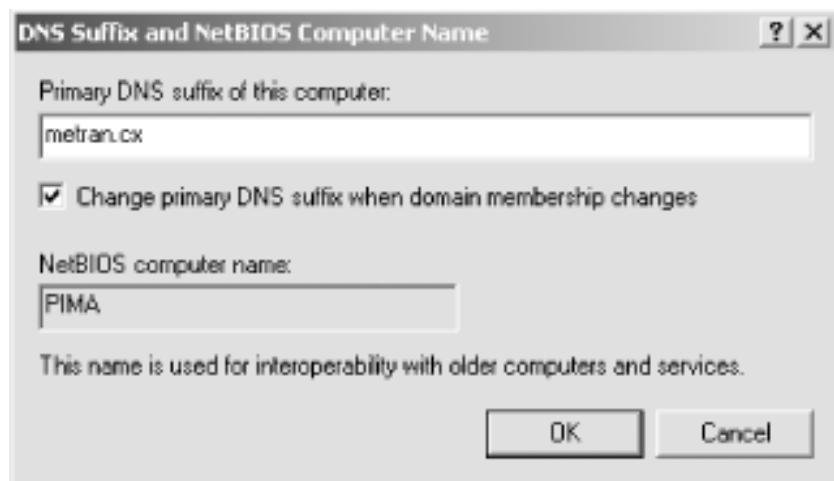 DNS Suffix and NetBIOS Computer Name
Primary DNS suffix of this computer:
metran.cx
Change primary DNS suffix when domain membership changes
NetBIOS computer name:
PIMA
This name is used for interoperability with older computers and services.
OK Cancel